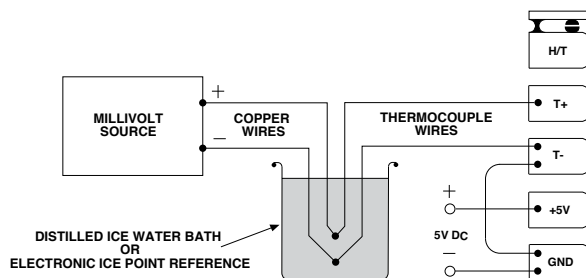 H/T
+
MILLIVOLT
SOURCE
COPPER
WIRES
THERMOCOUPLE
WIRES
T+
−
T-
+
+5V
5V DC
DISTILLED ICE WATER BATH
OR
ELECTRONIC ICE POINT REFERENCE
−
GND